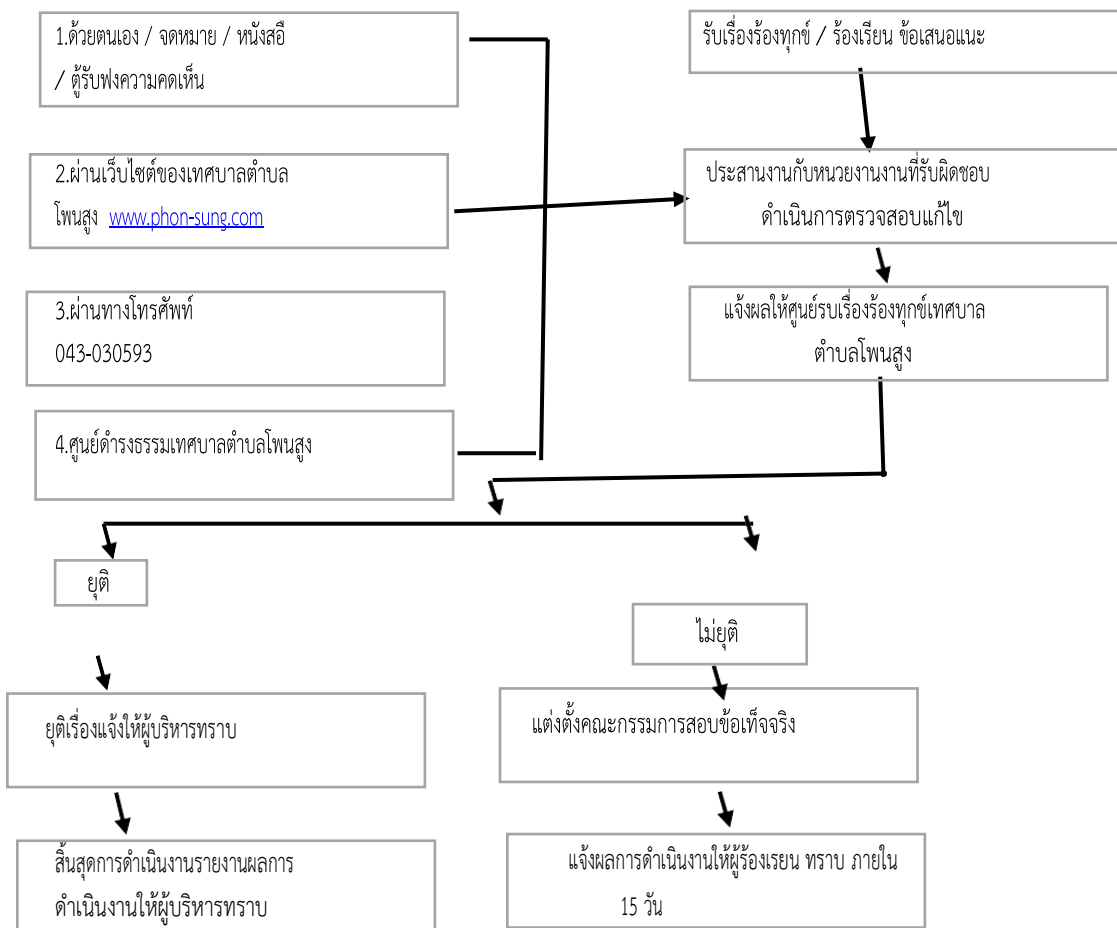 1.ด้วยตนเอง / จดหมาย / หนังสือ
/ ตู้รับฟงความคดเห็น
รับเรื่องร้องทุกข์ / ร้องเรียน ข้อเสนอแนะ
2.ผ่านเว็บไซต์ของเทศบาลตำบล
โพนสูง www.phon-sung.com
ประสานงานกับหนวยงานงานที่รับผิดชอบ
ดำเนินการตรวจสอบแก้ไข
3.ผ่านทางโทรศัพท์
043-030593
แจ้งผลให้ศูนย์รบเรื่องร้องทุกข์เทศบาล
ตำบลโพนสูง
4.ศูนย์ดำรงธรรมเทศบาลตำบลโพนสูง
ยุติ
ไม่ยุติ
ยุติเรื่องแจ้งให้ผู้บริหารทราบ
แต่งตั้งคณะกรรมการสอบข้อเท็จจริง
สิ้นสุดการดำเนินงานรายงานผลการ
ดำเนินงานให้ผู้บริหารทราบ
แจ้งผลการดำเนินงานให้ผู้ร้องเรยน ทราบ ภายใน
15 วัน